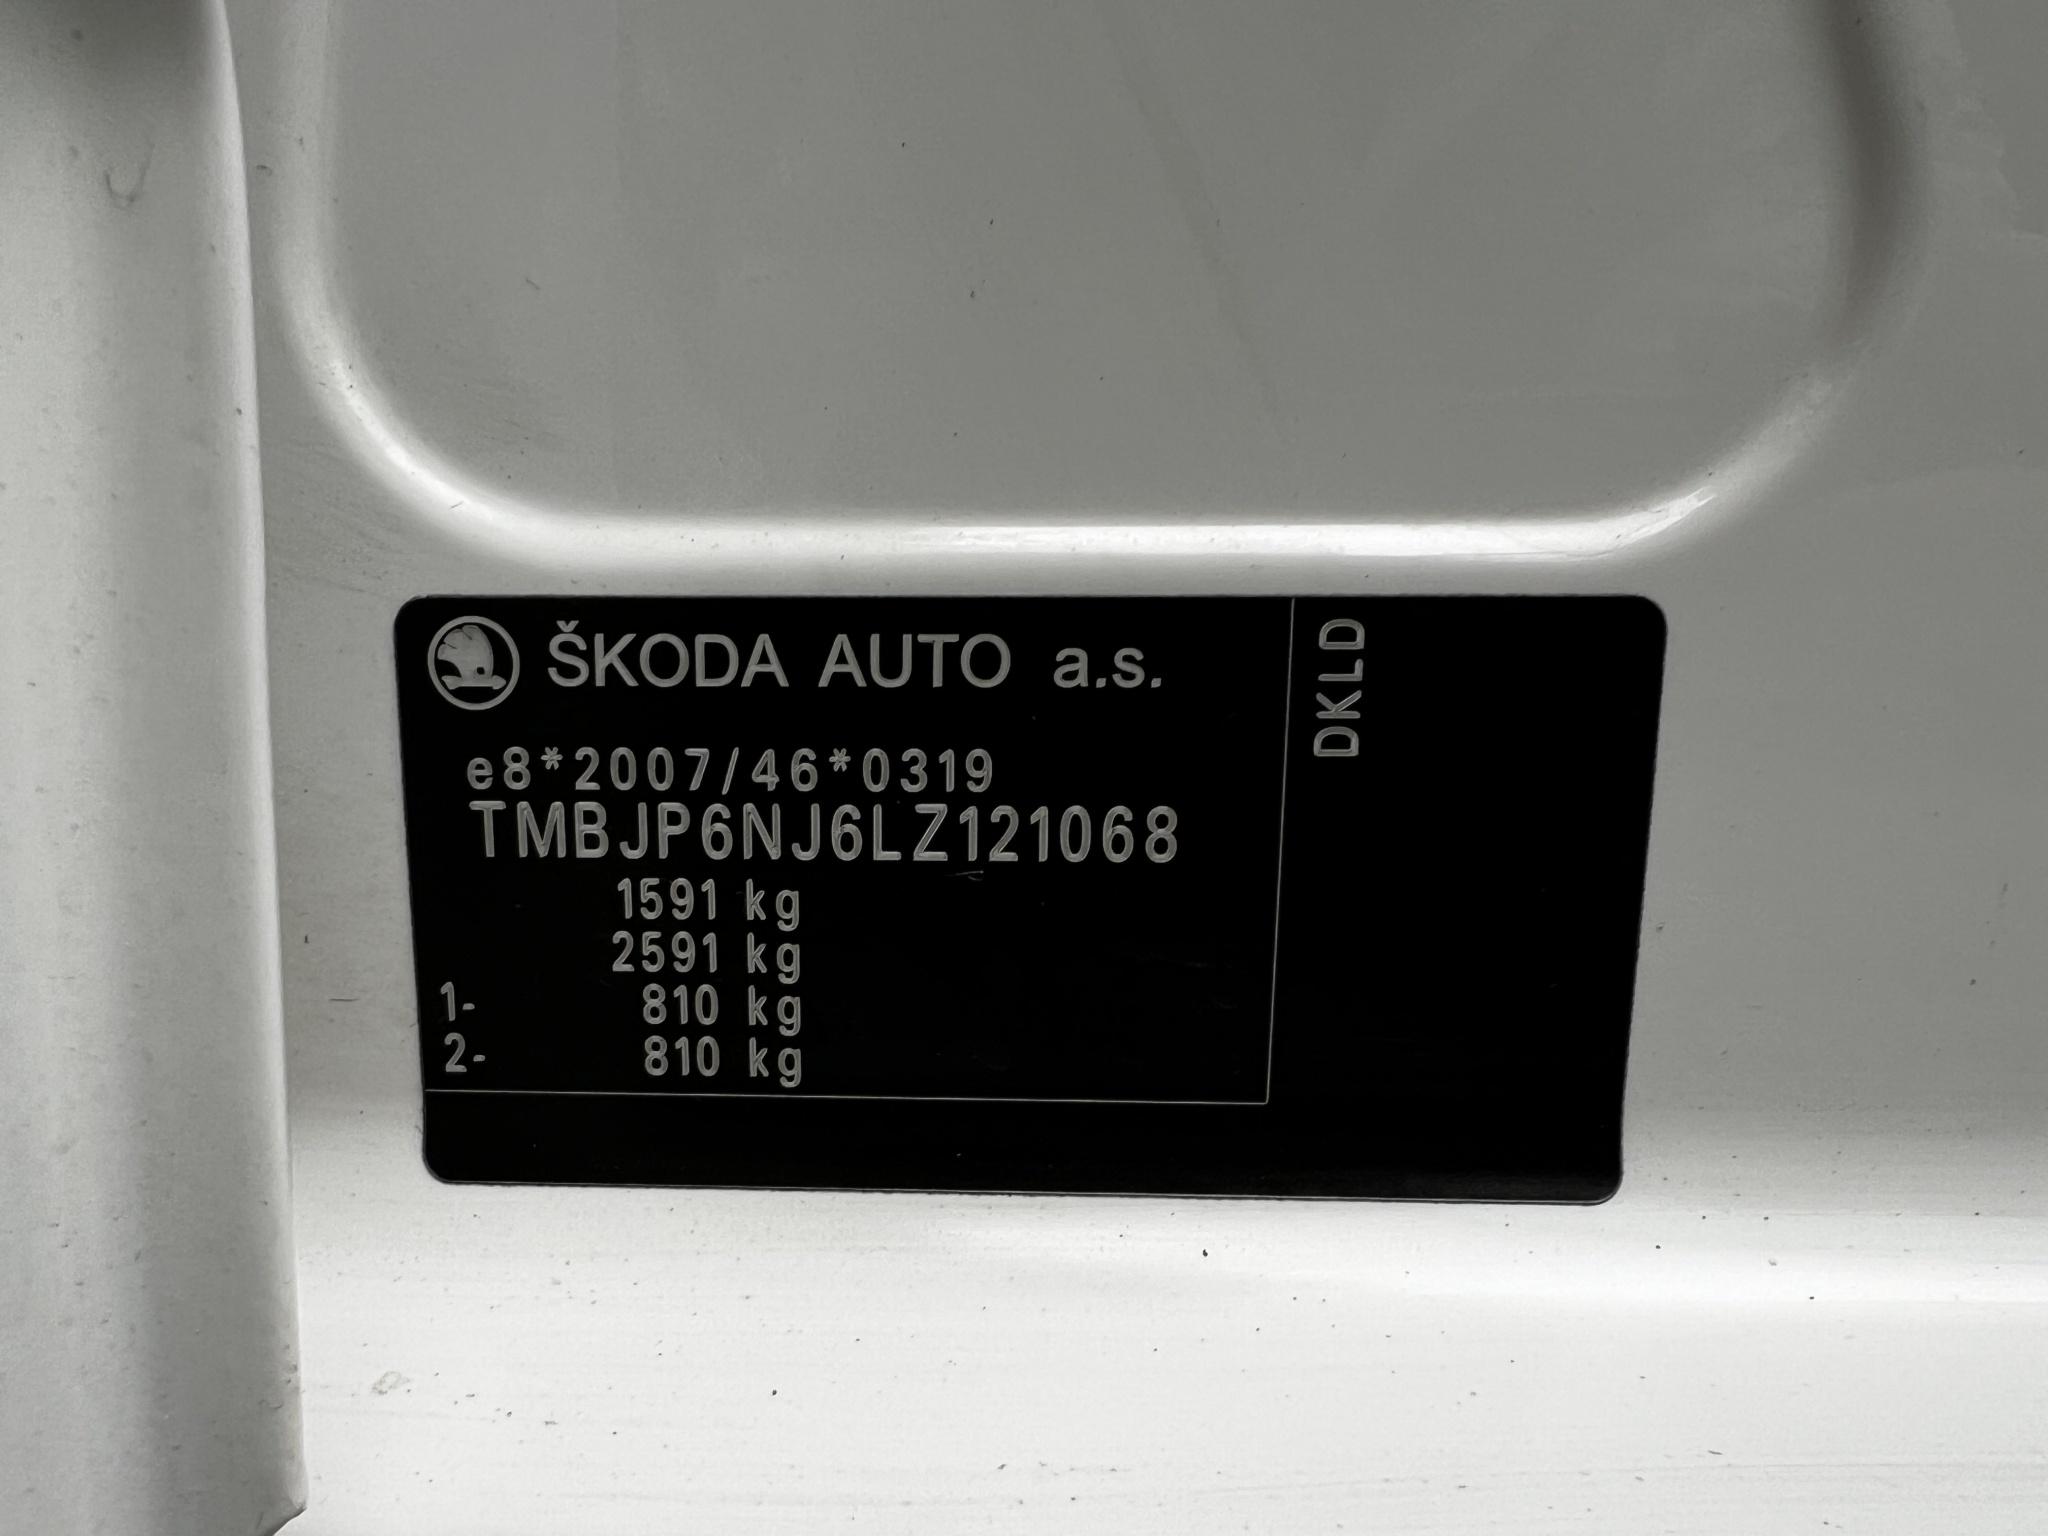 ŠKODA AUTO a.s.
e8*2007/46*0319
TMBJP6NJ6LZ121068
1591 kg
2591 kg
1- 810 kg
2- 810 kg
DKLD